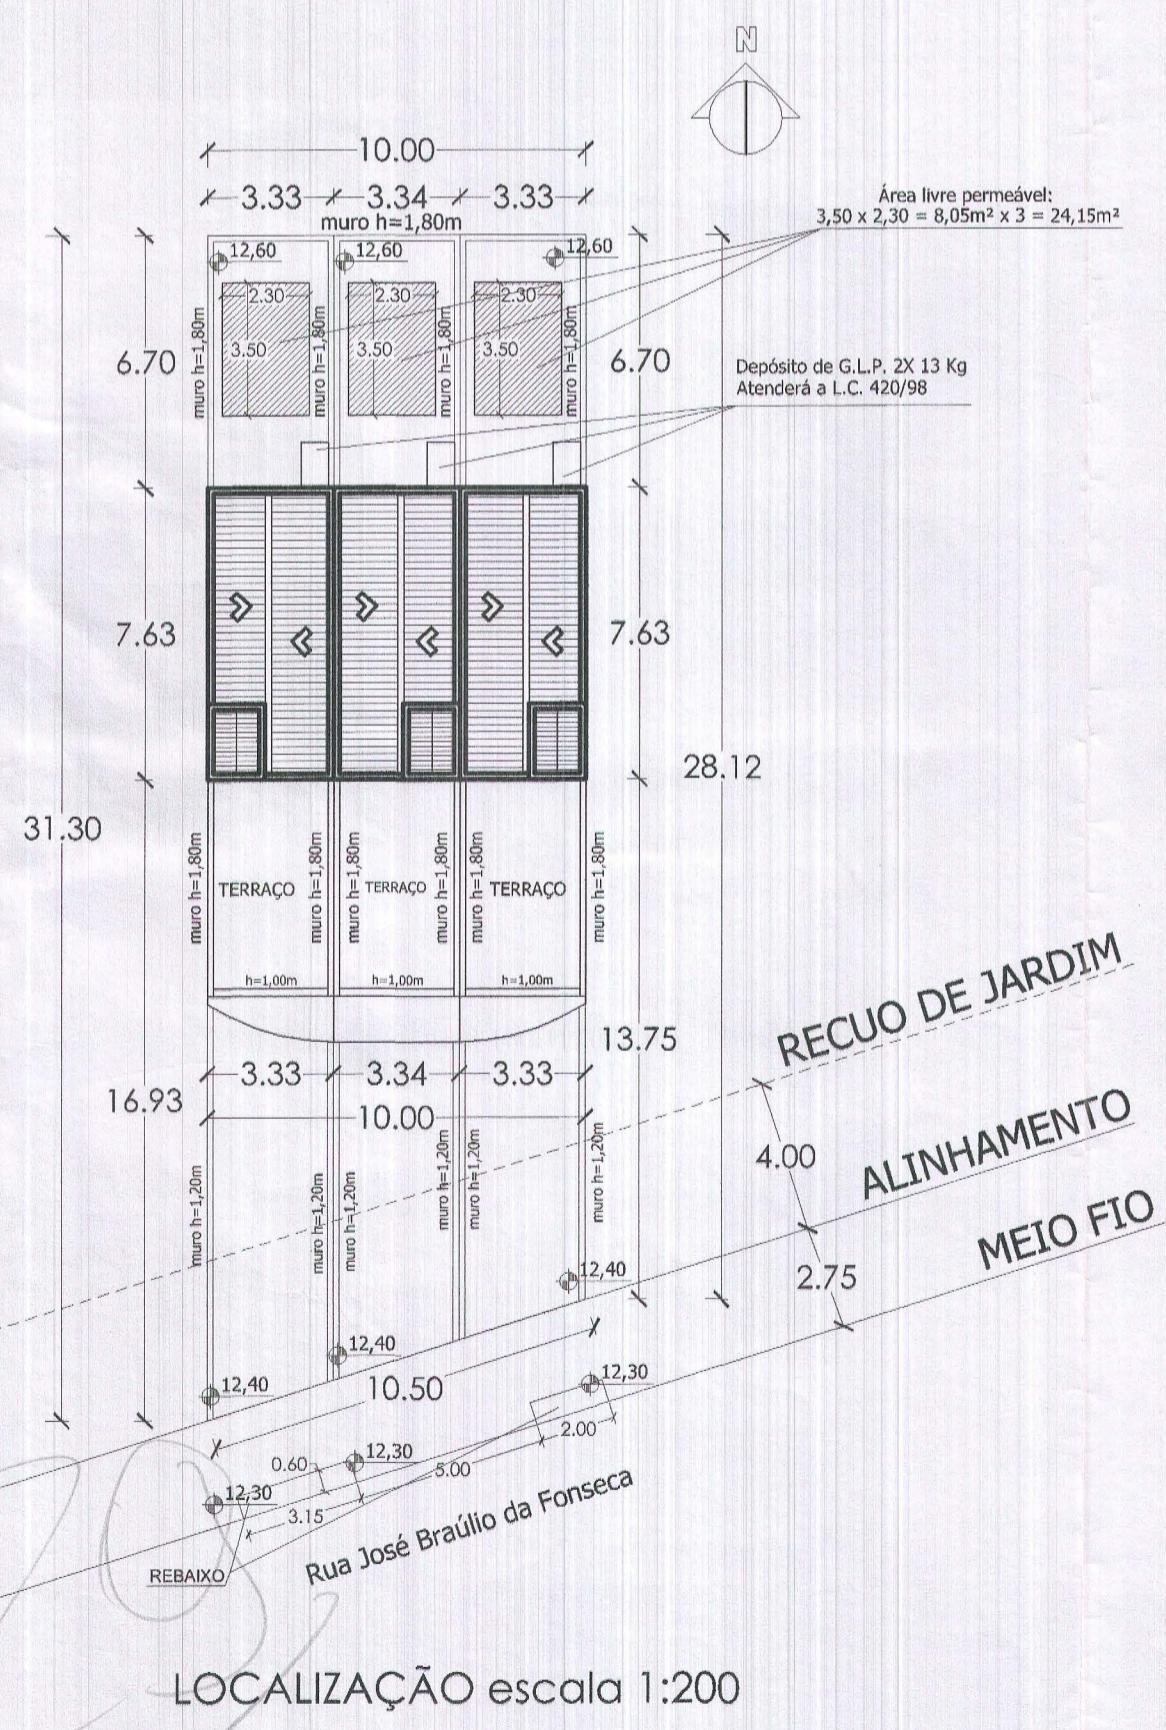 N
10.00
3.33 3.34 3.33
muro h=1,80m
Área livre permeável:
3,50 x 2,30 = 8,05m² x 3 = 24,15m²
12,60 12,60 12,60
2.30 2.30 2.30
3.50 3.50 3.50
muro h=1,80m
muro h=1,80m
muro h=1,80m
muro h=1,80m
6.70
6.70
Depósito de G.L.P. 2X 13 Kg
Atenderá a L.C. 420/98
7.63
7.63
28.12
31.30
muro h=1,80m
muro h=1,80m
muro h=1,80m
muro h=1,80m
muro h=1,80m
muro h=1,80m
TERRAÇO TERRAÇO TERRAÇO
h=1,00m h=1,00m h=1,00m
13.75
RECUO DE JARDIM
3.33 3.34 3.33
16.93
10.00
muro h=1,20m
muro h=1,20m
muro h=1,20m
muro h=1,20m
muro h=1,20m
muro h=1,20m
4.00
ALINHAMENTO
MEIO FIO
2.75
12,40
12,40
12,40
10.50
12,30
2.00
12,30
0.60
5.00
12,30
3.15
Rua José Braúlio da Fonseca
REBAIXO
LOCALIZAÇÃO escala 1:200